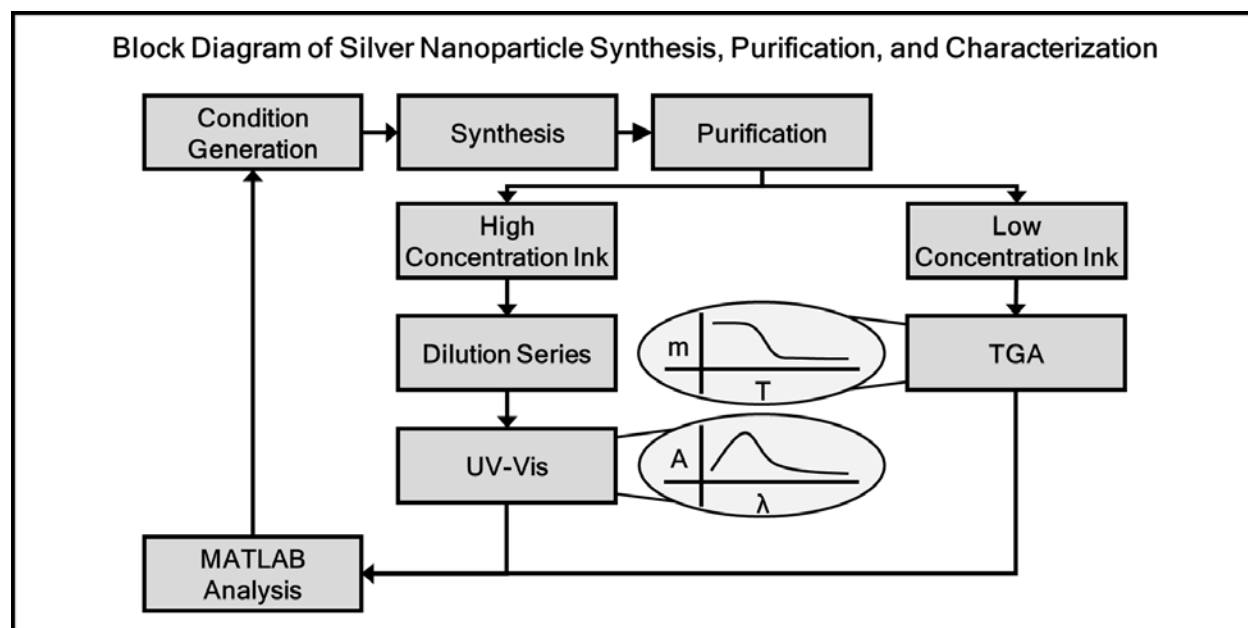 Block Diagram of Silver Nanoparticle Synthesis, Purification, and Characterization
Condition
Generation
Synthesis
Purification
High
Concentration Ink
Low
Concentration Ink
Dilution Series
m
T
TGA
UV-Vis
A
λ
MATLAB
Analysis